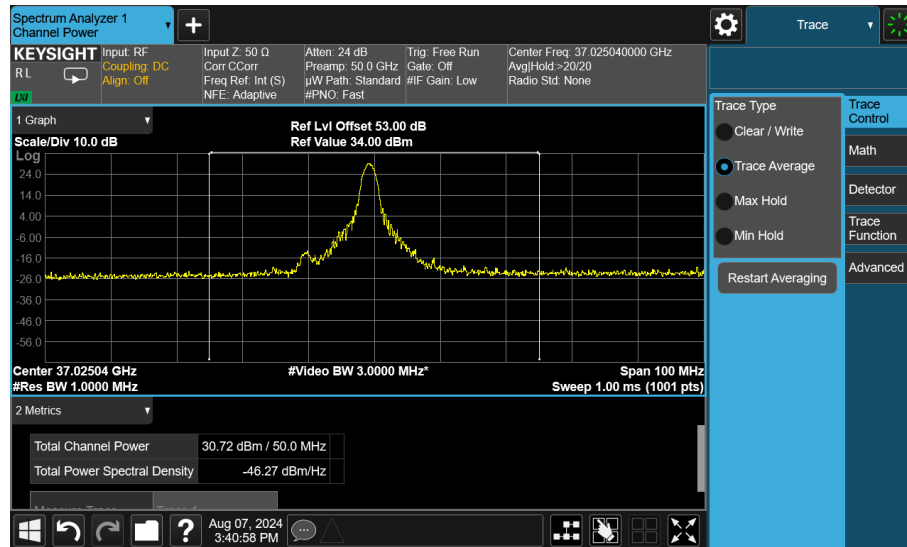 Spectrum Analyzer 1
Channel Power
Trace
KEYSIGHT
R L
LXI
Input: RF
Coupling: DC
Align: Off
Input Z: 50 Ω
Corr CCorr
Freq Ref: Int (S)
NFE: Adaptive
Atten: 24 dB
Preamp: 50.0 GHz
µW Path: Standard
#PNO: Fast
Trig: Free Run
Gate: Off
#IF Gain: Low
Center Freq: 37.025040000 GHz
Avg|Hold:>20/20
Radio Std: None
1 Graph
Scale/Div 10.0 dB
Ref Lvl Offset 53.00 dB
Ref Value 34.00 dBm
Log
24.0
14.0
4.00
-6.00
-16.0
-26.0
-36.0
-46.0
-56.0
Center 37.02504 GHz
#Video BW 3.0000 MHz*
Span 100 MHz
#Res BW 1.0000 MHz
Sweep 1.00 ms (1001 pts)
2 Metrics
Total Channel Power 30.72 dBm / 50.0 MHz
Total Power Spectral Density -46.27 dBm/Hz
Trace Type
Clear / Write
Trace Average
Max Hold
Min Hold
Restart Averaging
Trace
Control
Math
Detector
Trace
Function
Advanced
?
Aug 07, 2024
3:40:58 PM